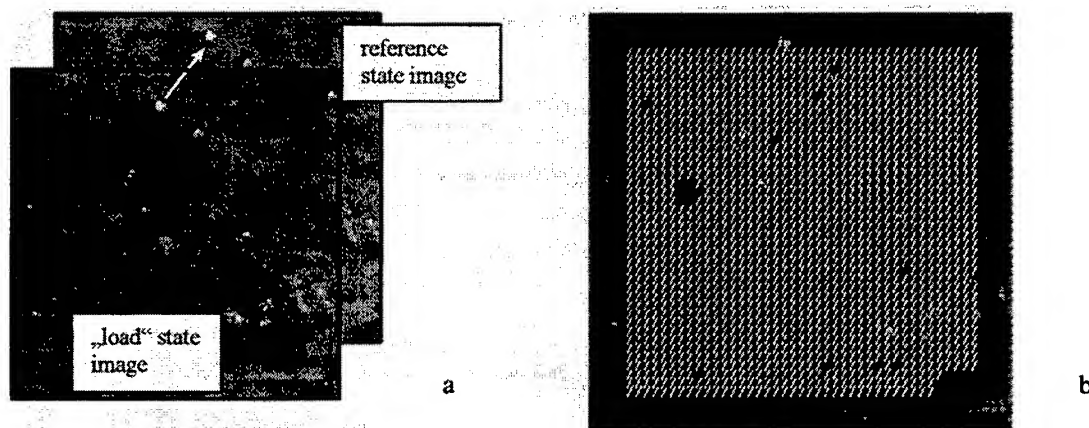 reference
state image
„load“ state
image
a
b